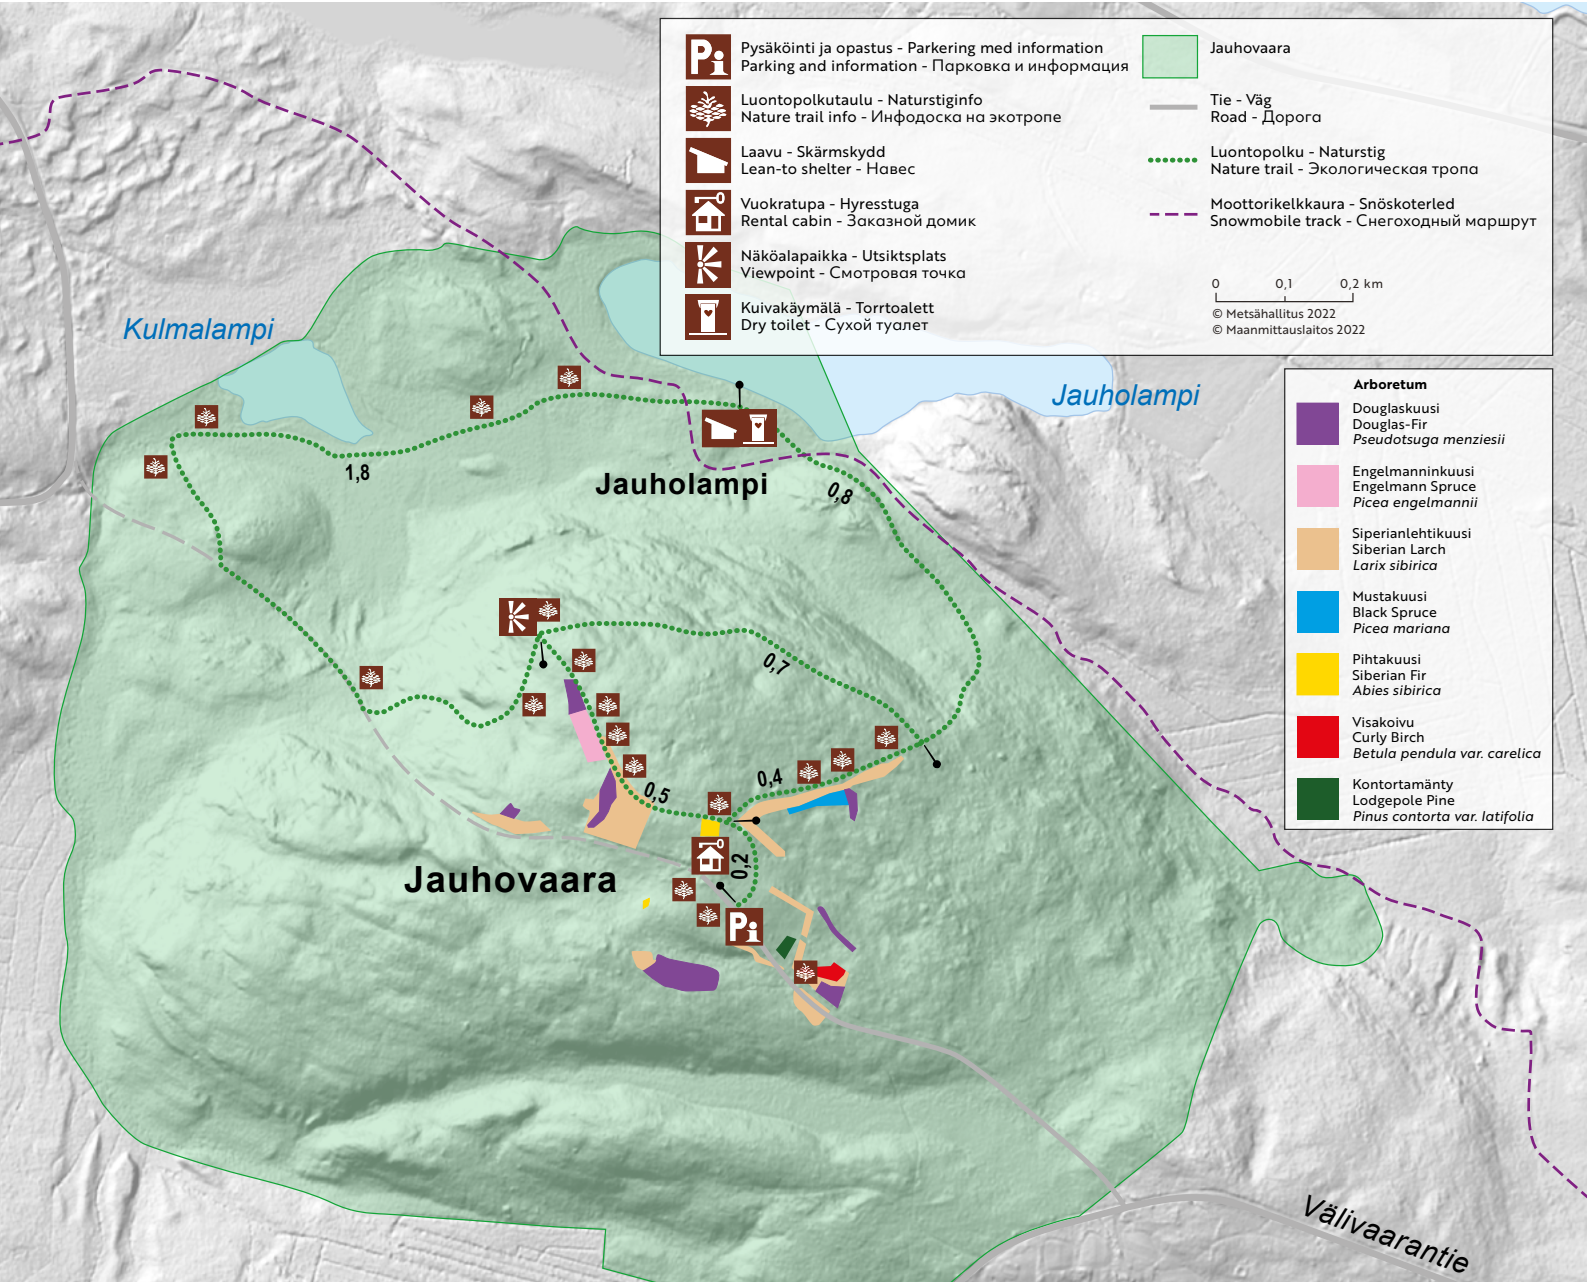 Pysäköinti ja opastus - Parkering med information
Parking and information - Парковка и информация
Luontopolkutaulu - Naturstiginfo
Nature trail info - Инфодоска на экотропе
Laavu - Skärmskydd
Lean-to shelter - Навес
Vuokratupa - Hyresstuga
Rental cabin - Заказной домик
Näköalapaikka - Utsiktsplats
Viewpoint - Смотровая точка
Kuivakäymälä - Torrtoalett
Dry toilet - Сухой туалет
Jauhovaara
Tie - Väg
Road - Дорога
Luontopolku - Naturstig
Nature trail - Экологическая тропа
Moottorikelkkaura - Snöskoterled
Snowmobile track - Снегоходный маршрут
0 0,1 0,2 km
© Metsähallitus 2022
© Maanmittauslaitos 2022
Arboretum
Douglaskuusi
Douglas-Fir
Pseudotsuga menziesii
Engelmanninkuusi
Engelmann Spruce
Picea engelmannii
Siperianlehtikuusi
Siberian Larch
Larix sibirica
Mustakuusi
Black Spruce
Picea mariana
Pihtakuusi
Siberian Fir
Abies sibirica
Visakoivu
Curly Birch
Betula pendula var. carelica
Kontortamänty
Lodgepole Pine
Pinus contorta var. latifolia
Kulmalampi
Jauholampi
1,8
Jauholampi
0,8
0,7
0,4
0,5
0,2
Jauhovaara
Pi
Pi
Välivaarantie